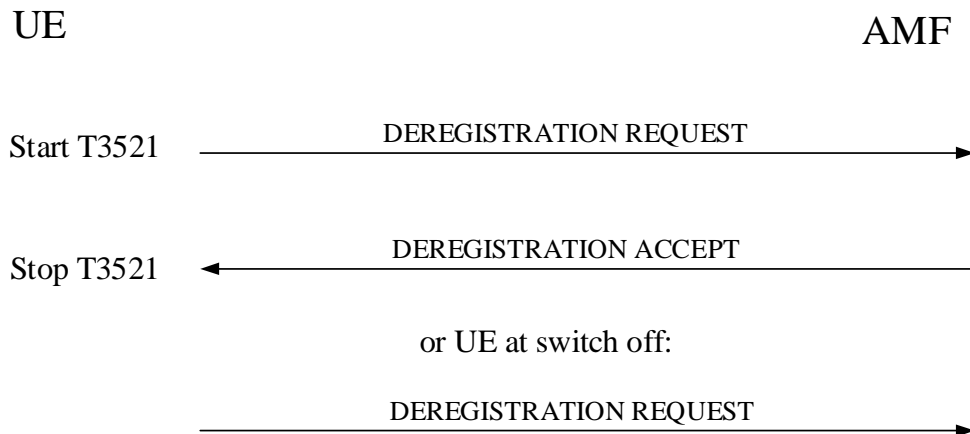 UE
AMF
Start T3521
DEREGISTRATION REQUEST
Stop T3521
DEREGISTRATION ACCEPT
or UE at switch off:
DEREGISTRATION REQUEST